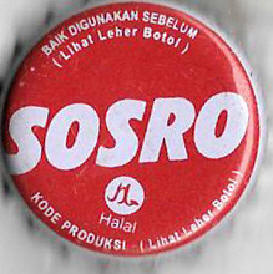 BAIK DIGUNAKAN SEBELUM
(Lihat Leher Botol)
SOSRO
Halal
KODE PRODUKSI - (Lihat Leher Botol)